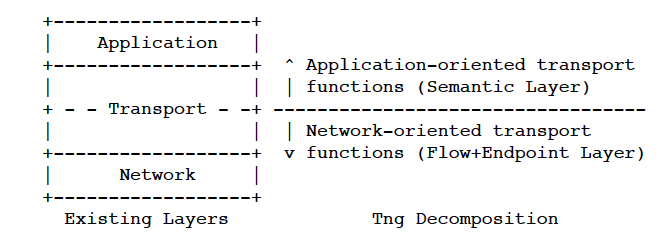 Application
^ Application-oriented transport
| functions (Semantic Layer)
Transport
| Network-oriented transport
v functions (Flow+Endpoint Layer)
Network
Existing Layers Tng Decomposition